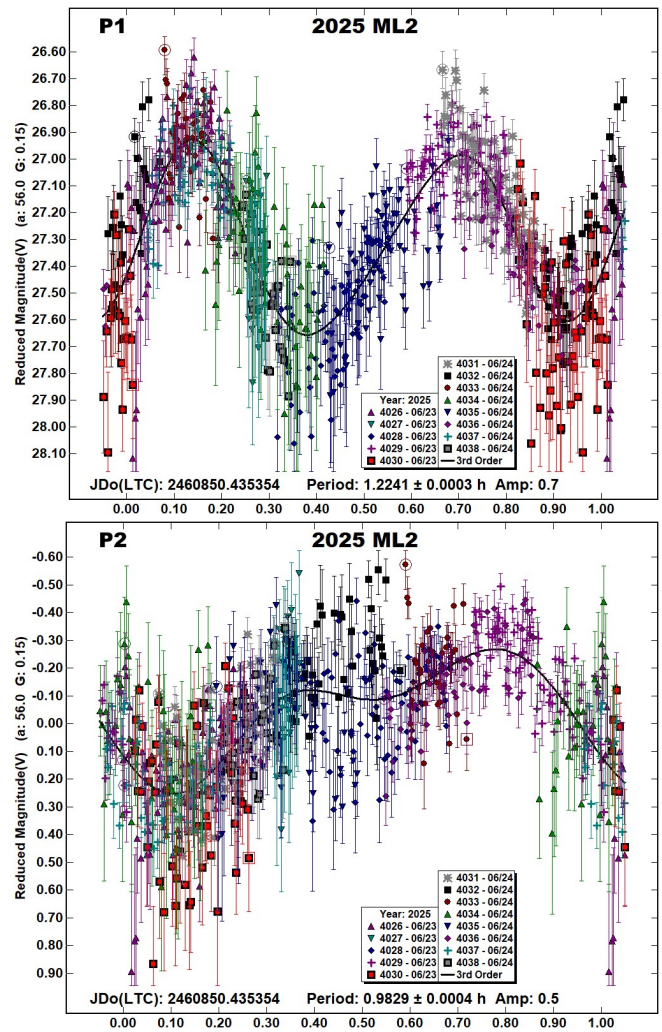 P1 2025 ML2
Reduced Magnitude(V) (a: 56.0 G: 0.15)
26.60
26.70
26.80
26.90
27.00
27.10
27.20
27.30
27.40
27.50
27.60
27.70
27.80
27.90
28.00
28.10
Year: 2025
4026 - 06/23
4027 - 06/23
4028 - 06/23
4029 - 06/23
4030 - 06/23
4031 - 06/24
4032 - 06/24
4033 - 06/24
4034 - 06/24
4035 - 06/24
4036 - 06/24
4037 - 06/24
4038 - 06/24
3rd Order
JDo(LTC): 2460850.435354 Period: 1.2241 ± 0.0003 h Amp: 0.7
0.00 0.10 0.20 0.30 0.40 0.50 0.60 0.70 0.80 0.90 1.00
P2 2025 ML2
Reduced Magnitude(V) (a: 56.0 G: 0.15)
-0.60
-0.50
-0.40
-0.30
-0.20
-0.10
0.00
0.10
0.20
0.30
0.40
0.50
0.60
0.70
0.80
0.90
Year: 2025
4026 - 06/23
4027 - 06/23
4028 - 06/23
4029 - 06/23
4030 - 06/23
4031 - 06/24
4032 - 06/24
4033 - 06/24
4034 - 06/24
4035 - 06/24
4036 - 06/24
4037 - 06/24
4038 - 06/24
3rd Order
JDo(LTC): 2460850.435354 Period: 0.9829 ± 0.0004 h Amp: 0.5
0.00 0.10 0.20 0.30 0.40 0.50 0.60 0.70 0.80 0.90 1.00